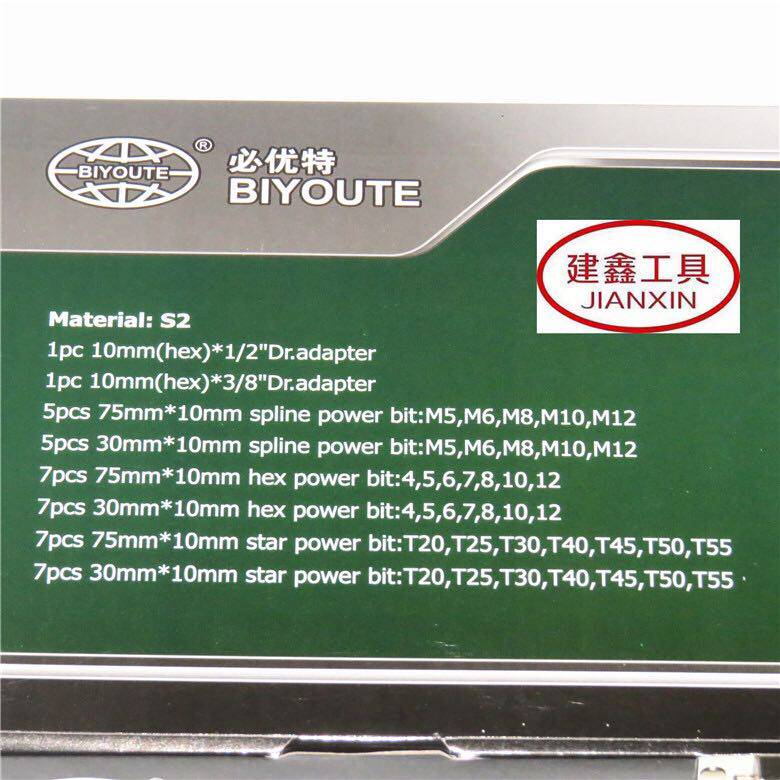 BIYOUTE
®
必优特
BIYOUTE
建鑫工具
JIANXIN
Material: S2
1pc 10mm(hex)*1/2"Dr.adapter
1pc 10mm(hex)*3/8"Dr.adapter
5pcs 75mm*10mm spline power bit:M5,M6,M8,M10,M12
5pcs 30mm*10mm spline power bit:M5,M6,M8,M10,M12
7pcs 75mm*10mm hex power bit:4,5,6,7,8,10,12
7pcs 30mm*10mm hex power bit:4,5,6,7,8,10,12
7pcs 75mm*10mm star power bit:T20,T25,T30,T40,T45,T50,T55
7pcs 30mm*10mm star power bit:T20,T25,T30,T40,T45,T50,T55